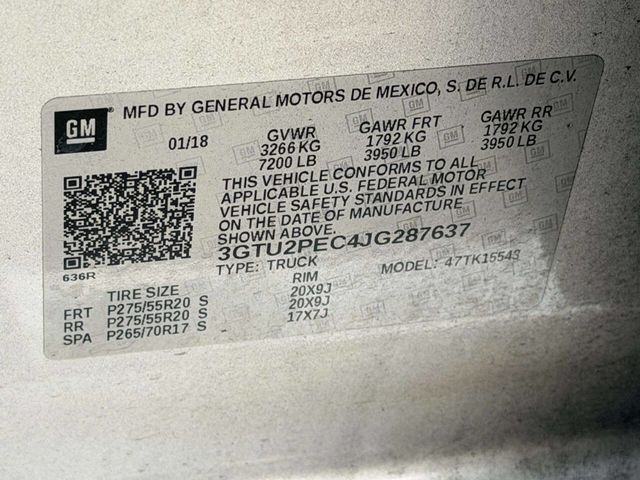 GM
MFD BY GENERAL MOTORS DE MEXICO, S. DE R.L. DE C.V.
01/18 GVWR GAWR FRT GAWR RR
3266 KG 1792 KG 1792 KG
7200 LB 3950 LB 3950 LB
THIS VEHICLE CONFORMS TO ALL
APPLICABLE U.S. FEDERAL MOTOR
VEHICLE SAFETY STANDARDS IN EFFECT
ON THE DATE OF MANUFACTURE
SHOWN ABOVE.
3GTU2PEC4JG287637
636R
TYPE: TRUCK MODEL: 47TK15543
TIRE SIZE RIM
FRT P275/55R20 S 20X9J
RR P275/55R20 S 20X9J
SPA P265/70R17 S 17X7J